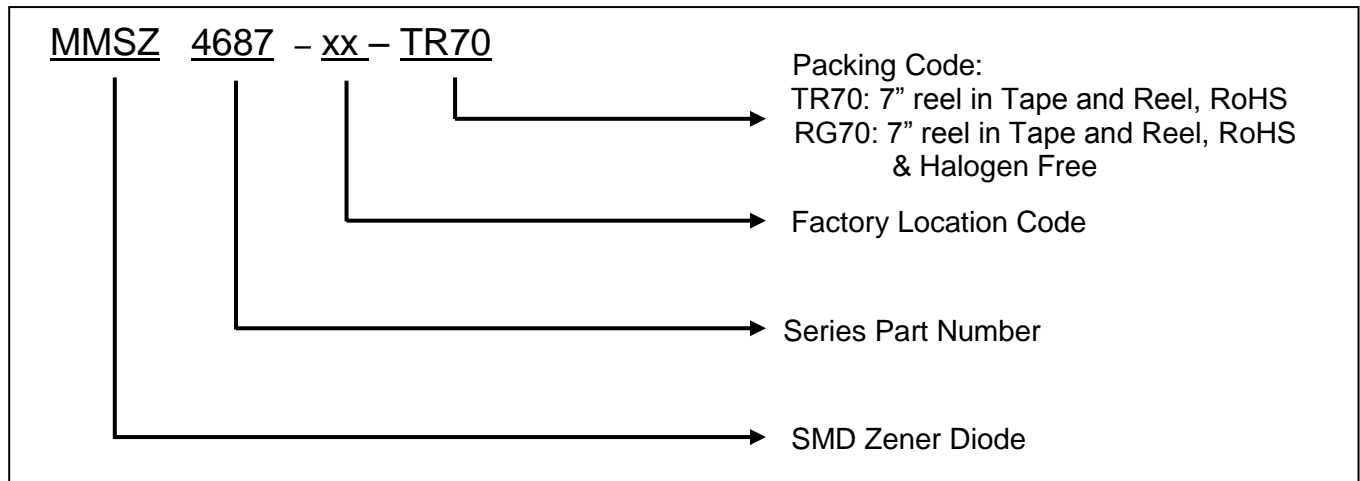 MMSZ 4687 – xx – TR70
Packing Code:
TR70: 7” reel in Tape and Reel, RoHS
RG70: 7” reel in Tape and Reel, RoHS
& Halogen Free
Factory Location Code
Series Part Number
SMD Zener Diode